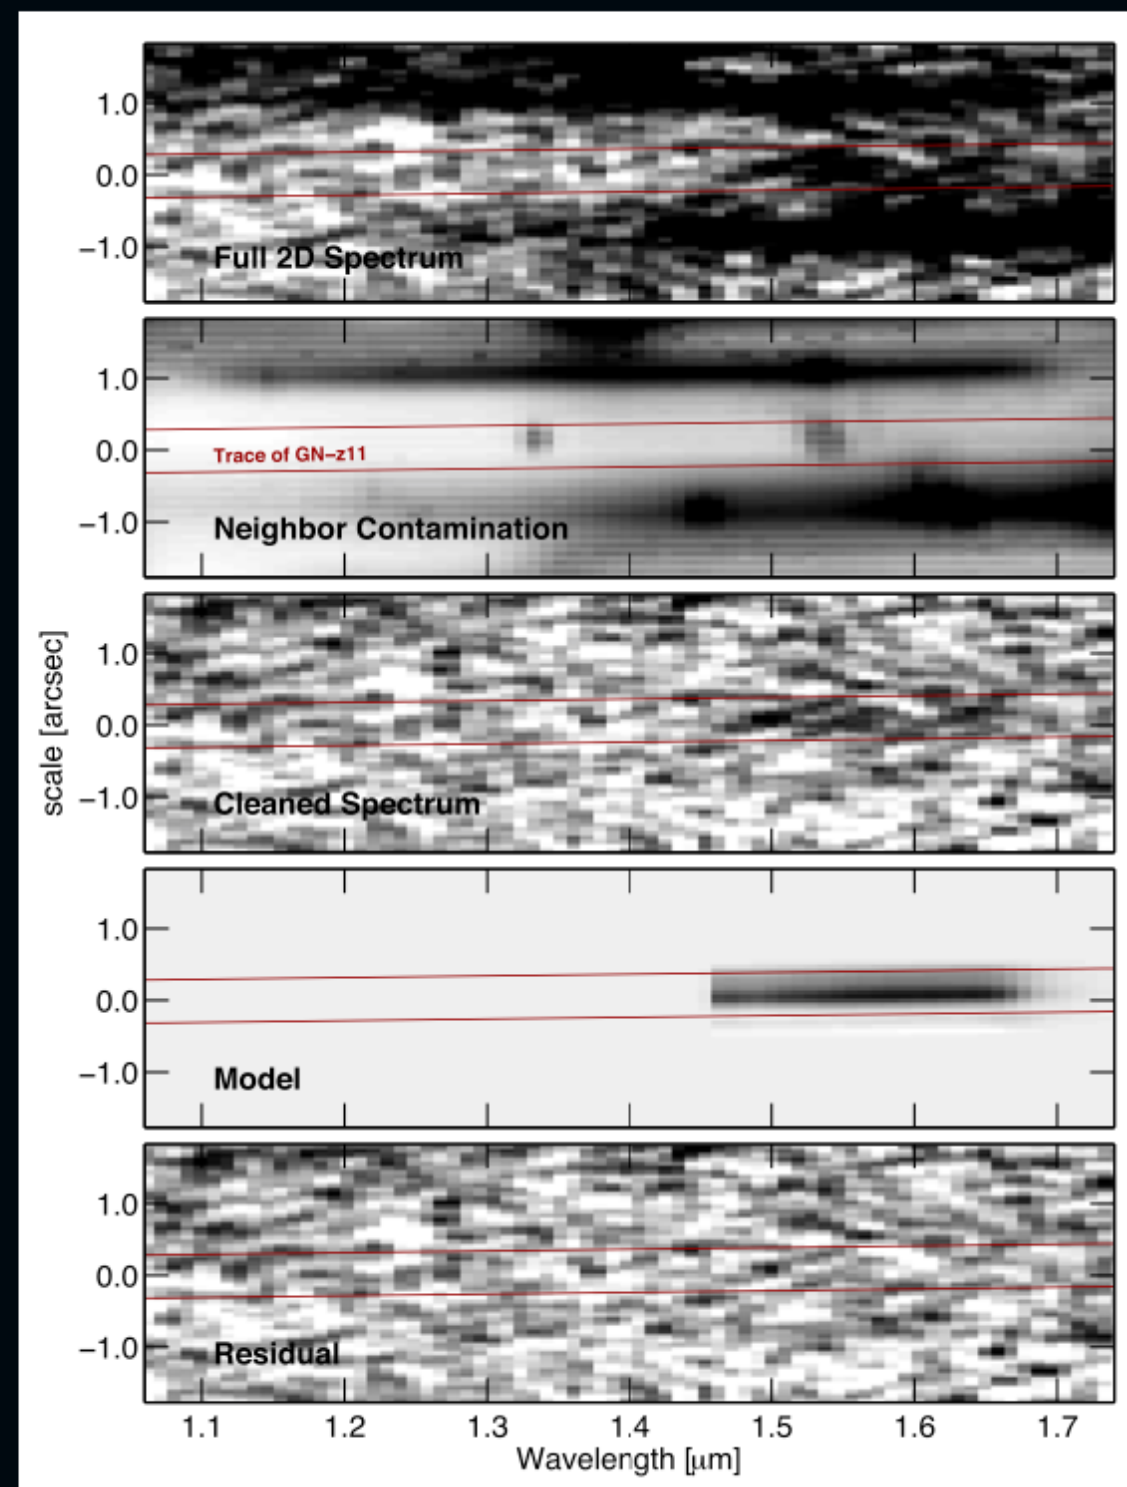 1.0
0.0
−1.0
Full 2D Spectrum
1.0
0.0
−1.0
Trace of GN−z11
Neighbor Contamination
scale [arcsec]
1.0
0.0
−1.0
Cleaned Spectrum
1.0
0.0
−1.0
Model
1.0
0.0
−1.0
Residual
1.1 1.2 1.3 1.4 1.5 1.6 1.7
Wavelength [μm]